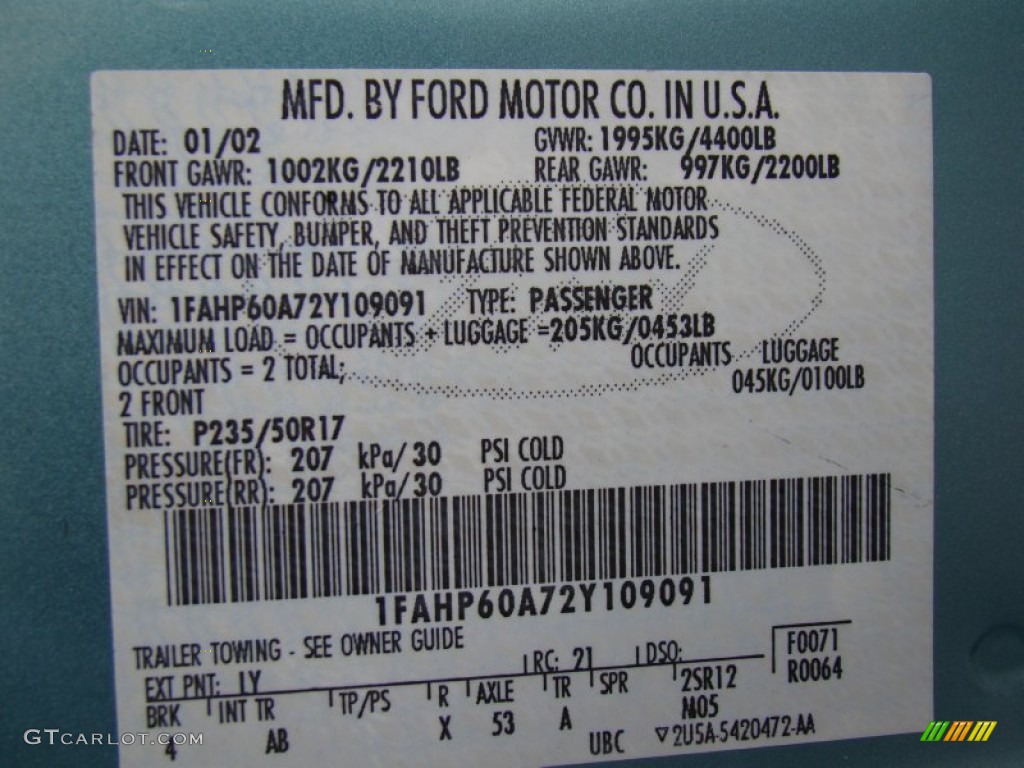 MFD. BY FORD MOTOR CO. IN U.S.A.
DATE: 01/02 GVWR: 1995KG/4400LB
FRONT GAWR: 1002KG/2210LB REAR GAWR: 997KG/2200LB
THIS VEHICLE CONFORMS TO ALL APPLICABLE FEDERAL MOTOR
VEHICLE SAFETY, BUMPER, AND THEFT PREVENTION STANDARDS
IN EFFECT ON THE DATE OF MANUFACTURE SHOWN ABOVE.
VIN: 1FAHP60A72Y109091 TYPE: PASSENGER
MAXIMUM LOAD = OCCUPANTS + LUGGAGE =205KG/0453LB
OCCUPANTS = 2 TOTAL; OCCUPANTS LUGGAGE
2 FRONT 045KG/0100LB
TIRE: P235/50R17
PRESSURE(FR): 207 kPa/30 PSI COLD
PRESSURE(RR): 207 kPa/30 PSI COLD
1FAHP60A72Y109091
TRAILER TOWING - SEE OWNER GUIDE
EXT PNT: LY RC: 21 DSO: F0071
R0064
BRK INT TR TP/PS R AXLE TR SPR 2SR12
4 AB X 53 A M05
UBC ▽2U5A-5420472-AA
GTCARLOT.COM